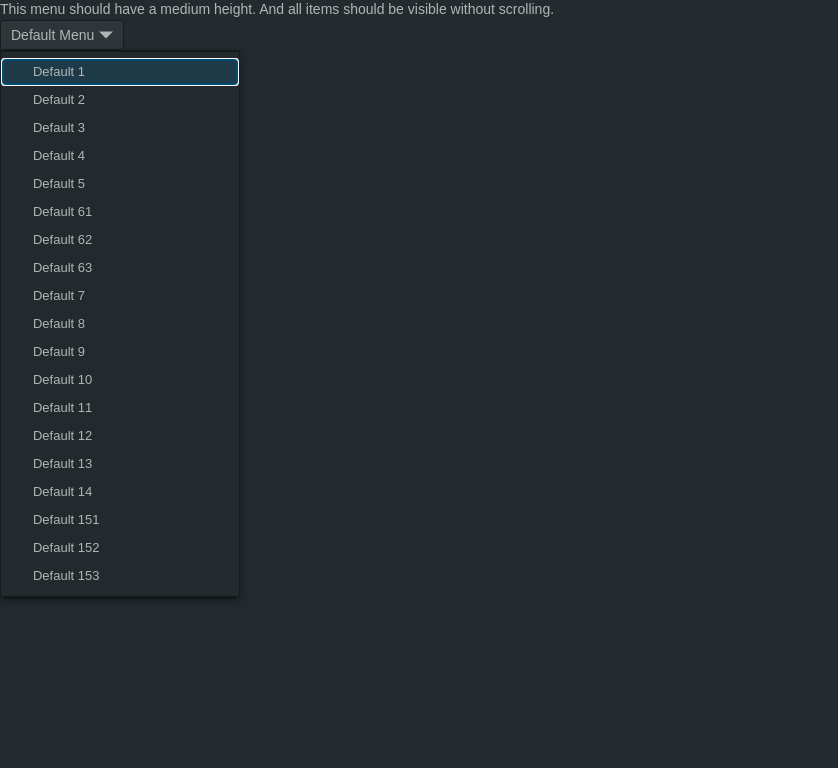 This menu should have a medium height. And all items should be visible without scrolling.
Default Menu
Default 1
Default 2
Default 3
Default 4
Default 5
Default 61
Default 62
Default 63
Default 7
Default 8
Default 9
Default 10
Default 11
Default 12
Default 13
Default 14
Default 151
Default 152
Default 153